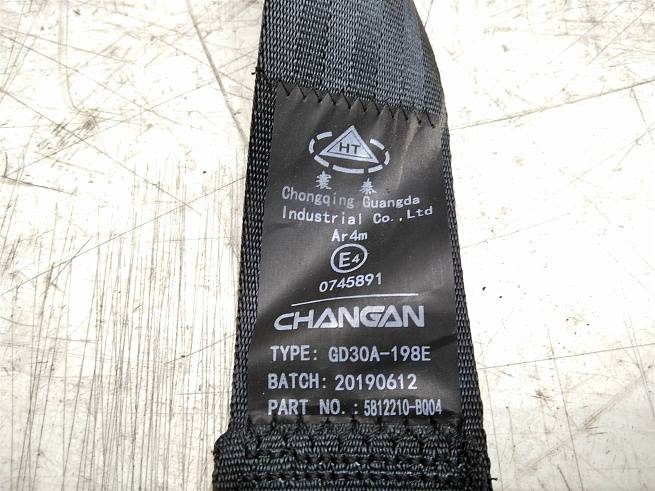 HT
寰泰
Chongqing Guangda
Industrial Co.,Ltd
Ar4m
E4
0745891
CHANGAN
TYPE: GD30A-198E
BATCH: 20190612
PART NO.: 5812210-BQ04